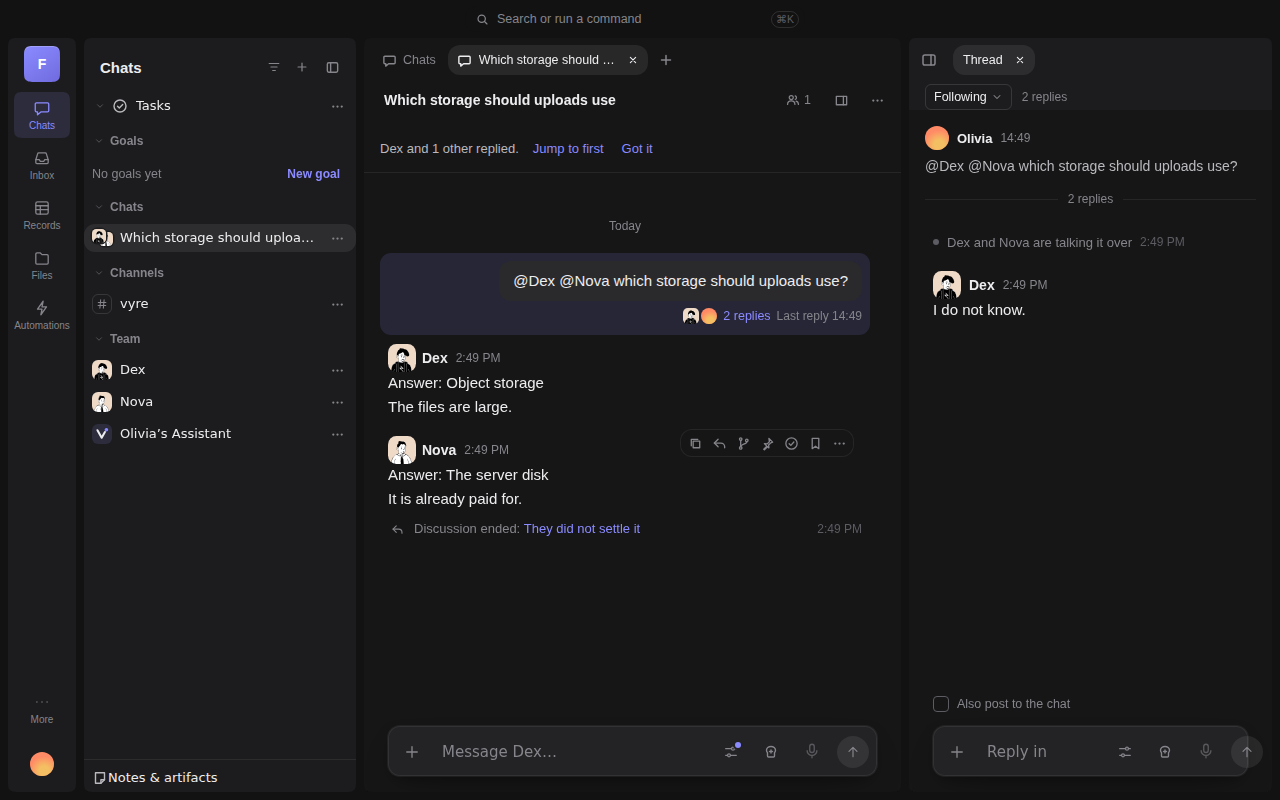 Search or run a command
⌘K
F
Chats
Inbox
Records
Files
Automations
More
Chats
Tasks
Goals
No goals yet
New goal
Chats
Which storage should uploa…
Channels
vyre
Team
Dex
Nova
Olivia’s Assistant
Notes & artifacts
Chats
Which storage should …
Which storage should uploads use
1
Dex and 1 other replied.
Jump to first
Got it
Today
@Dex @Nova which storage should uploads use?
2 replies
Last reply 14:49
Dex
2:49 PM
Answer: Object storage
The files are large.
Nova
2:49 PM
Answer: The server disk
It is already paid for.
Discussion ended: They did not settle it
2:49 PM
Message Dex…
Thread
Following
2 replies
Olivia
14:49
@Dex @Nova which storage should uploads use?
2 replies
Dex and Nova are talking it over
2:49 PM
Dex
2:49 PM
I do not know.
Also post to the chat
Reply in